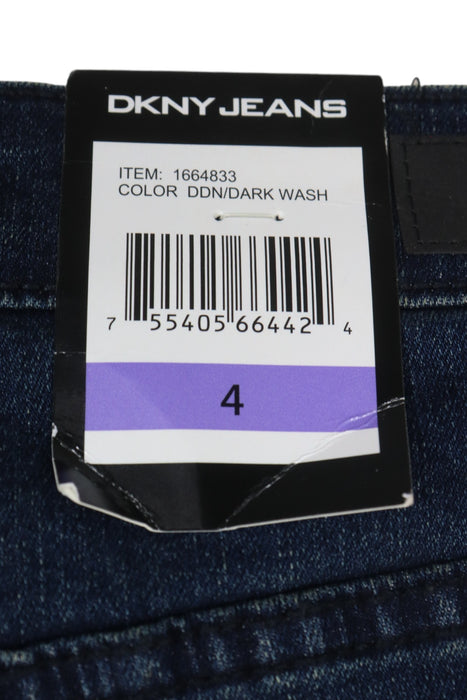 DKNY JEANS
ITEM: 1664833
COLOR DDN/DARK WASH
7 55405 66442 4
4